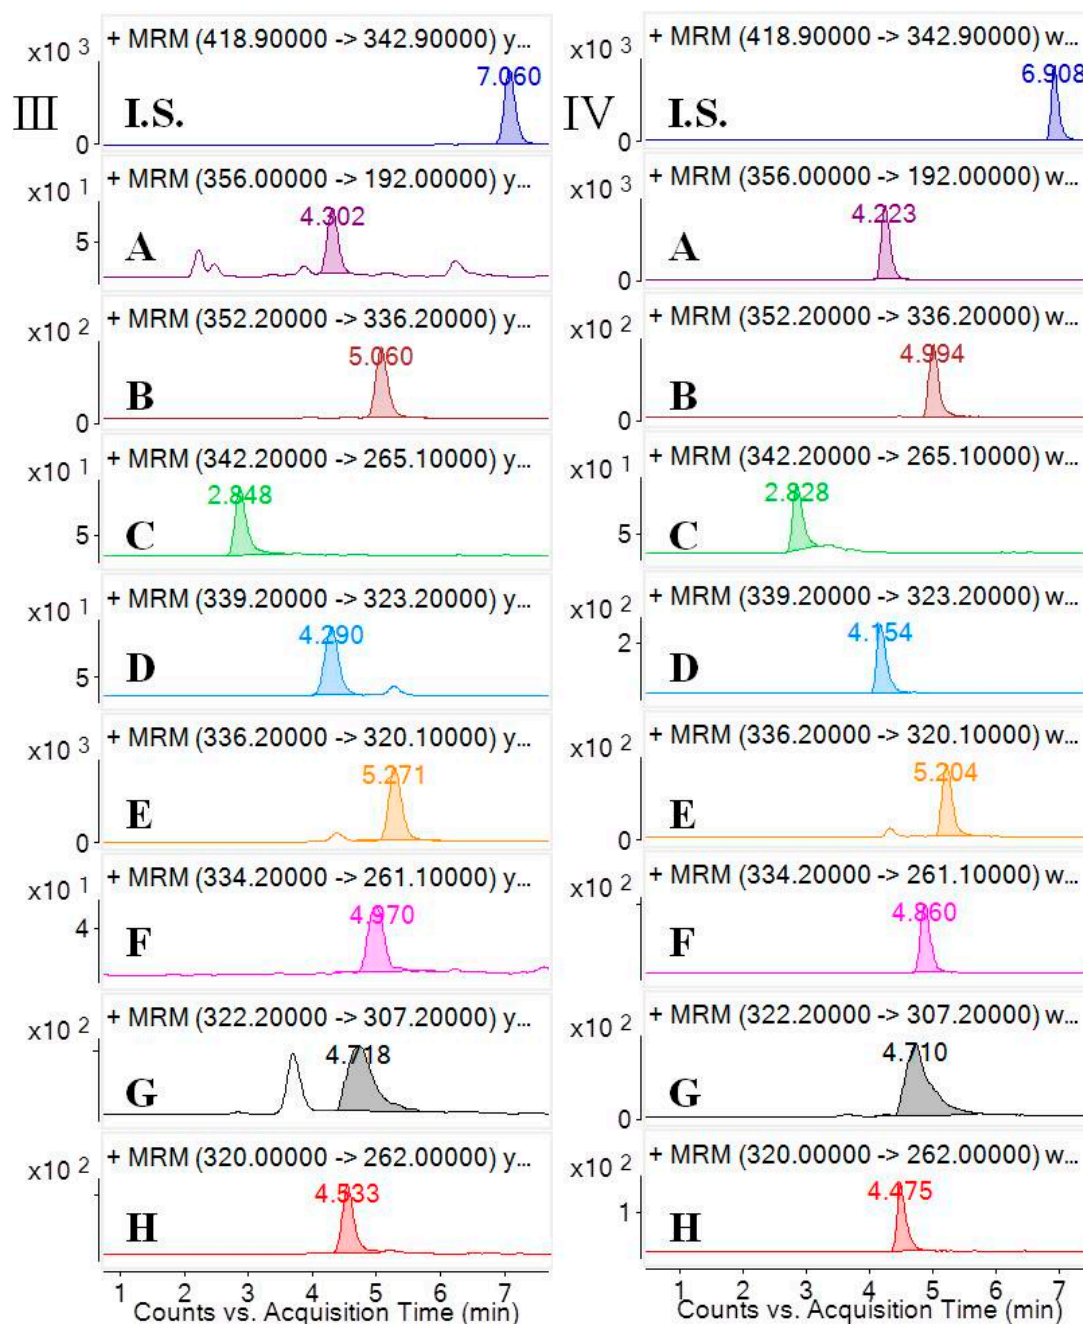 III
x10 3
+ MRM (418.90000 -> 342.90000) y...
7.060
I.S.
0
x10 1
+ MRM (356.00000 -> 192.00000) y...
4.302
5
A
x10 2
+ MRM (352.20000 -> 336.20000) y...
5.060
B
0
x10 1
+ MRM (342.20000 -> 265.10000) y...
2.848
5
C
x10 1
+ MRM (339.20000 -> 323.20000) y...
4.290
5
D
x10 3
+ MRM (336.20000 -> 320.10000) y...
5.271
E
0
x10 1
+ MRM (334.20000 -> 261.10000) y...
4.970
4
F
x10 2
+ MRM (322.20000 -> 307.20000) y...
4.718
G
x10 2
+ MRM (320.00000 -> 262.00000) y...
4.533
H
1 2 3 4 5 6 7
Counts vs. Acquisition Time (min)
IV
x10 3
+ MRM (418.90000 -> 342.90000) w...
6.908
I.S.
0
x10 3
+ MRM (356.00000 -> 192.00000) w...
4.223
A
0
x10 2
+ MRM (352.20000 -> 336.20000) w...
4.994
B
0
x10 1
+ MRM (342.20000 -> 265.10000) w...
2.828
5
C
x10 2
+ MRM (339.20000 -> 323.20000) w...
4.154
2
D
x10 2
+ MRM (336.20000 -> 320.10000) w...
5.204
E
0
x10 2
+ MRM (334.20000 -> 261.10000) w...
4.860
F
x10 2
+ MRM (322.20000 -> 307.20000) w...
4.710
G
0
x10 2
+ MRM (320.00000 -> 262.00000) w...
4.475
1
H
1 2 3 4 5 6 7
Counts vs. Acquisition Time (min)